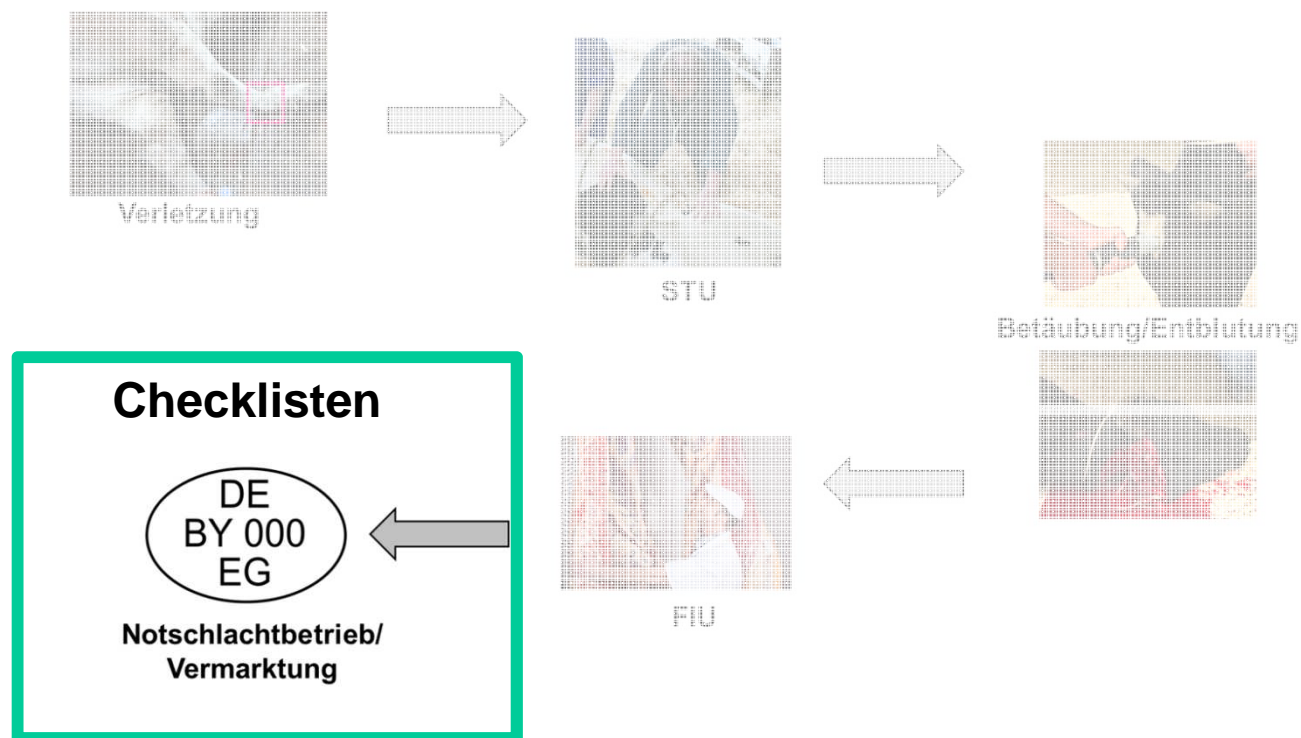 Verletzung
STU
Betäubung/Entblutung
Checklisten
DE
BY 000
EG
Notschlachtbetrieb/
Vermarktung
FIU